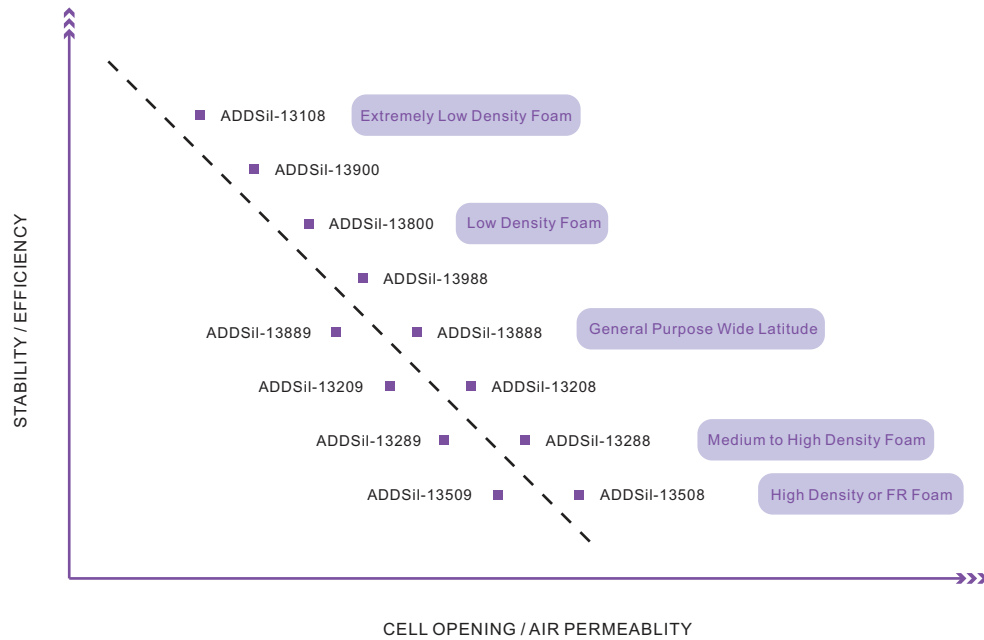 ADDSil-13108 Extremely Low Density Foam
ADDSil-13900
ADDSil-13800 Low Density Foam
ADDSil-13988
ADDSil-13889 ADDSil-13888 General Purpose Wide Latitude
ADDSil-13209 ADDSil-13208
ADDSil-13289 ADDSil-13288 Medium to High Density Foam
ADDSil-13509 ADDSil-13508 High Density or FR Foam
STABILITY / EFFICIENCY
CELL OPENING / AIR PERMEABLITY